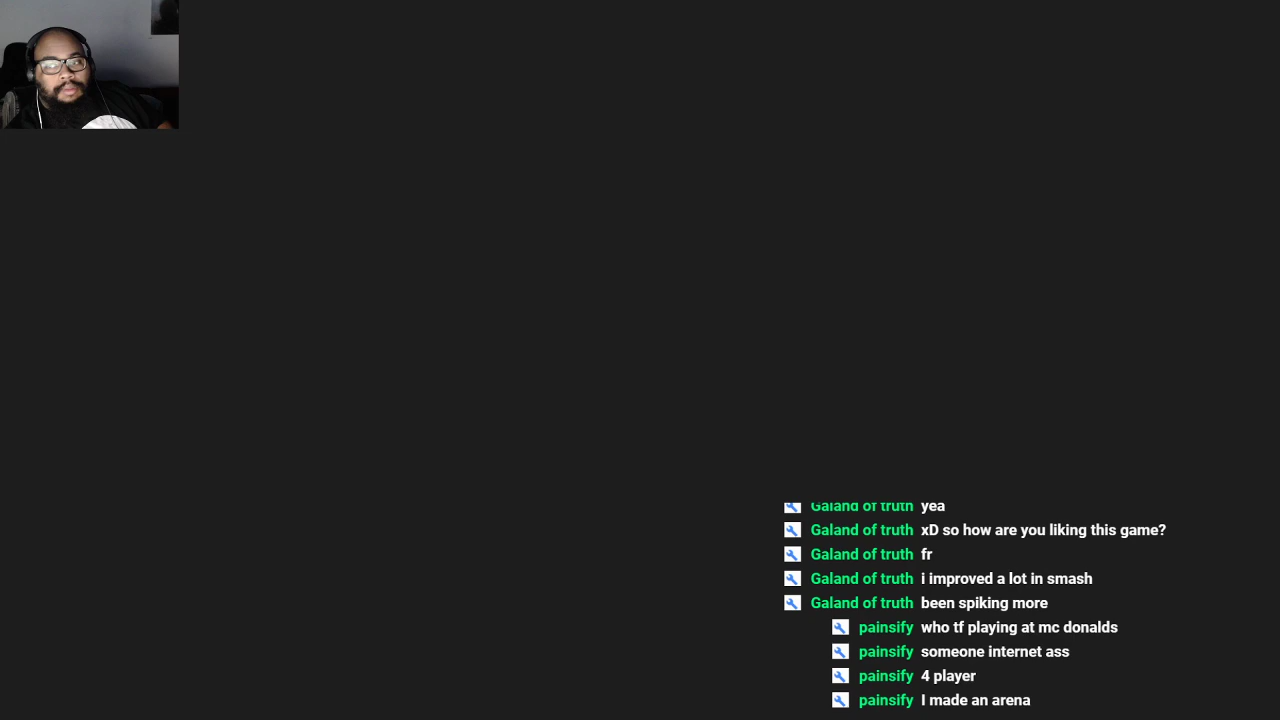 Galand of truth yea
Galand of truth xD so how are you liking this game?
Galand of truth fr
Galand of truth i improved a lot in smash
Galand of truth been spiking more
painsify who tf playing at mc donalds
painsify someone internet ass
painsify 4 player
painsify I made an arena